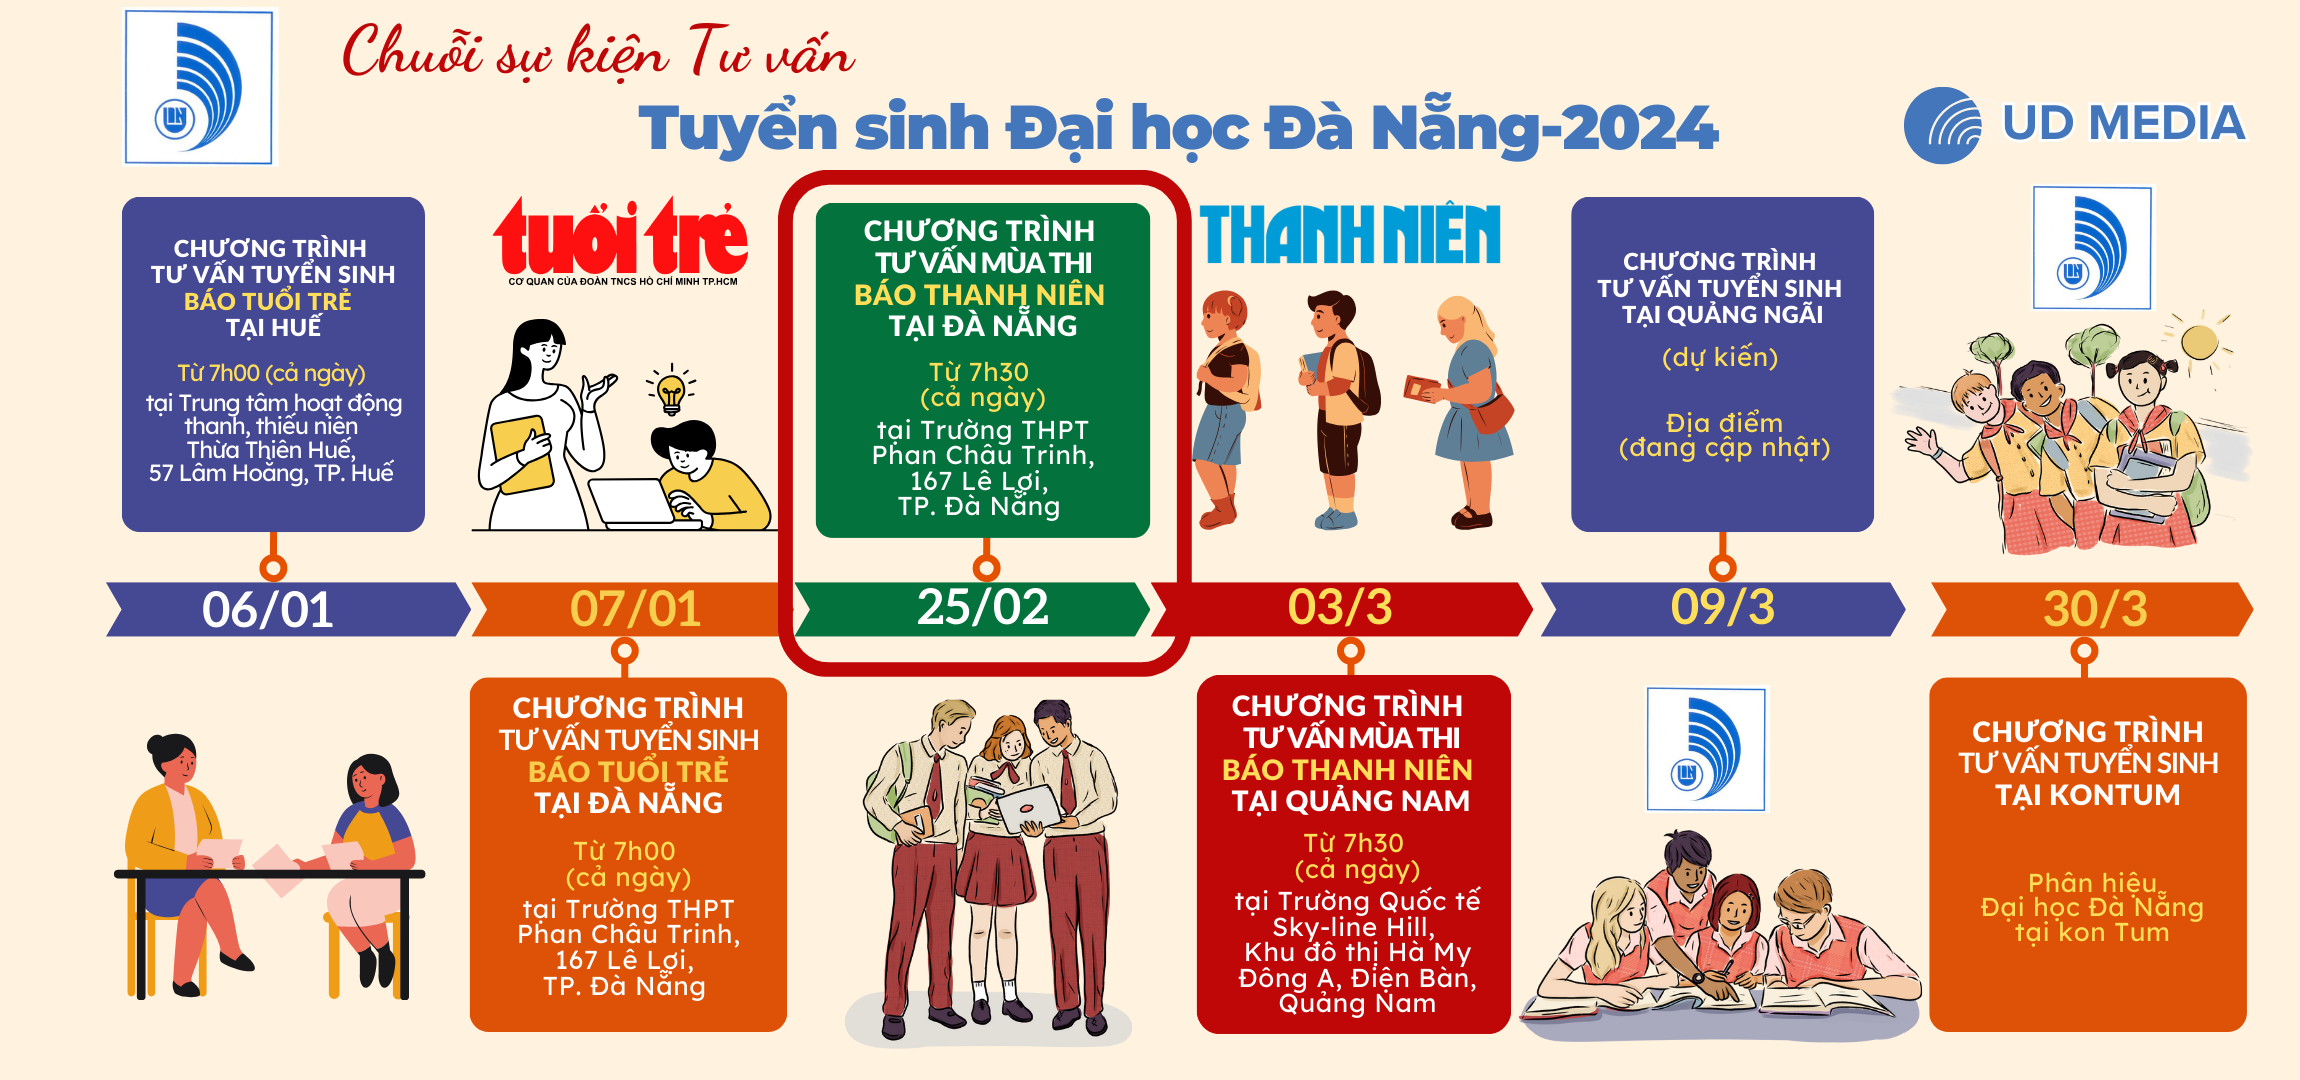 Chuỗi sự kiện Tư vấn
Tuyển sinh Đại học Đà Nẵng-2024
UD MEDIA
CHƯƠNG TRÌNH
TƯ VẤN TUYỂN SINH
BÁO TUỔI TRẺ
TẠI HUẾ
Từ 7h00 (cả ngày)
tại Trung tâm hoạt động
thanh, thiếu niên
Thừa Thiên Huế,
57 Lâm Hoằng, TP. Huế
tuổi trẻ
CƠ QUAN CỦA ĐOÀN TNCS HỒ CHÍ MINH TP.HCM
CHƯƠNG TRÌNH
TƯ VẤN MÙA THI
BÁO THANH NIÊN
TẠI ĐÀ NẴNG
Từ 7h30
(cả ngày)
tại Trường THPT
Phan Châu Trinh,
167 Lê Lợi,
TP. Đà Nẵng
THANH NIÊN
CHƯƠNG TRÌNH
TƯ VẤN TUYỂN SINH
TẠI QUẢNG NGÃI
(dự kiến)
Địa điểm
(đang cập nhật)
06/01
07/01
25/02
03/3
09/3
30/3
CHƯƠNG TRÌNH
TƯ VẤN TUYỂN SINH
BÁO TUỔI TRẺ
TẠI ĐÀ NẴNG
Từ 7h00
(cả ngày)
tại Trường THPT
Phan Châu Trinh,
167 Lê Lợi,
TP. Đà Nẵng
CHƯƠNG TRÌNH
TƯ VẤN MÙA THI
BÁO THANH NIÊN
TẠI QUẢNG NAM
Từ 7h30
(cả ngày)
tại Trường Quốc tế
Sky-line Hill,
Khu đô thị Hà My
Đông A, Điện Bàn,
Quảng Nam
CHƯƠNG TRÌNH
TƯ VẤN TUYỂN SINH
TẠI KONTUM
Phân hiệu
Đại học Đà Nẵng
tại kon Tum